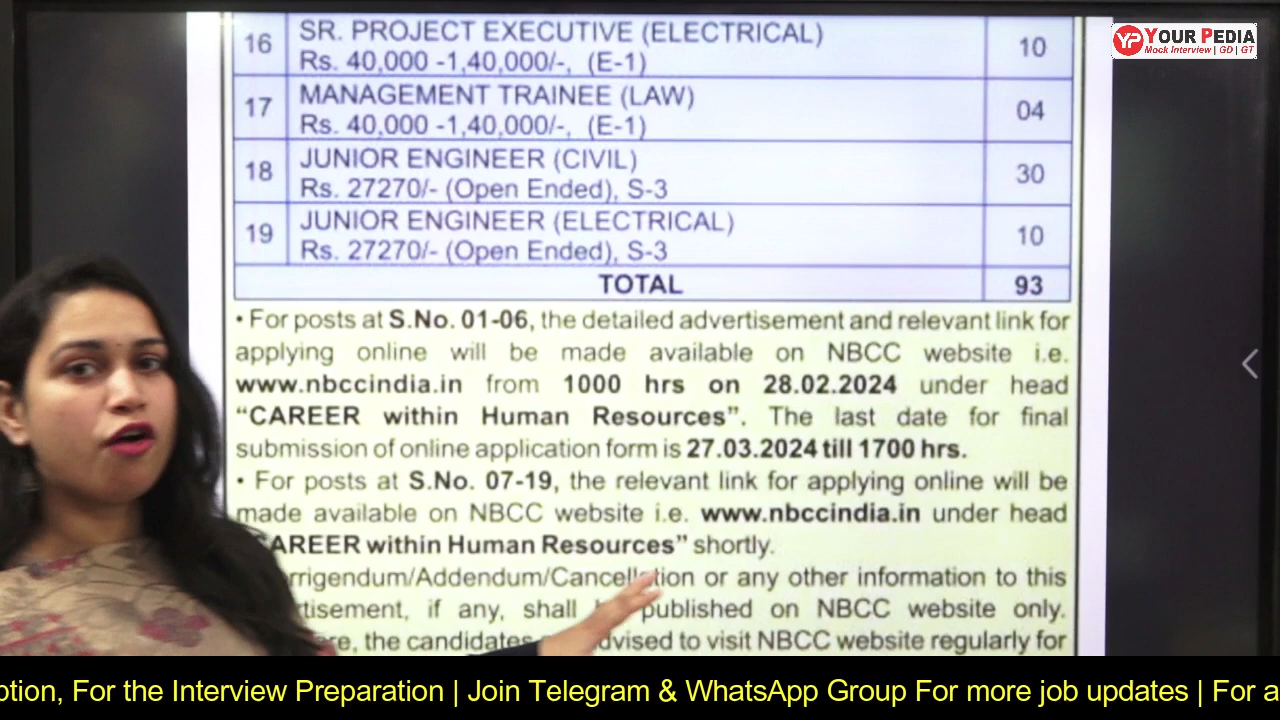 16 SR. PROJECT EXECUTIVE (ELECTRICAL) 10
Rs. 40,000 -1,40,000/-, (E-1)
17 MANAGEMENT TRAINEE (LAW) 04
Rs. 40,000 -1,40,000/-, (E-1)
18 JUNIOR ENGINEER (CIVIL) 30
Rs. 27270/- (Open Ended), S-3
19 JUNIOR ENGINEER (ELECTRICAL) 10
Rs. 27270/- (Open Ended), S-3
TOTAL 93
• For posts at S.No. 01-06, the detailed advertisement and relevant link for
applying online will be made available on NBCC website i.e.
www.nbccindia.in from 1000 hrs on 28.02.2024 under head
“CAREER within Human Resources”. The last date for final
submission of online application form is 27.03.2024 till 1700 hrs.
• For posts at S.No. 07-19, the relevant link for applying online will be
made available on NBCC website i.e. www.nbccindia.in under head
AREER within Human Resources” shortly.
rrigendum/Addendum/Cancellation or any other information to this
tisement, if any, shall published on NBCC website only.
re, the candidates dvised to visit NBCC website regularly for
YP YOUR PEDIA
Mock Interview | GD | GT
ption, For the Interview Preparation | Join Telegram & WhatsApp Group For more job updates | For a